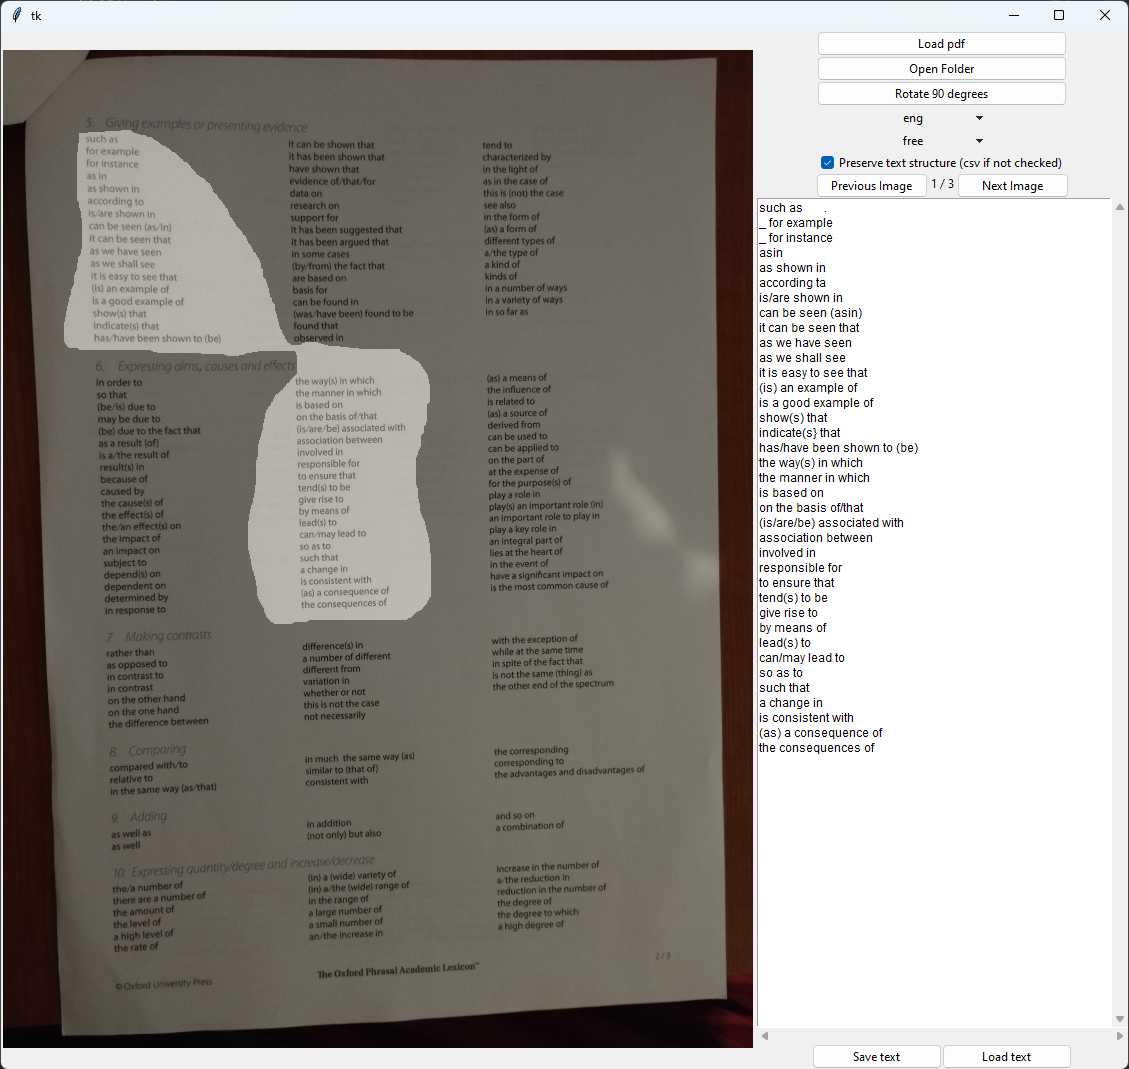 tk
Load pdf
Open Folder
Rotate 90 degrees
eng
free
Preserve text structure (csv if not checked)
Previous Image
1 / 3
Next Image
5. Giving examples or presenting evidence
such as
for example
for instance
as in
as shown in
according to
is/are shown in
can be seen (as/in)
it can be seen that
as we have seen
as we shall see
it is easy to see that
(is) an example of
is a good example of
show(s) that
indicate(s) that
has/have been shown to (be)
it can be shown that
it has been shown that
have shown that
evidence of/that/for
data on
research on
support for
it has been suggested that
it has been argued that
in some cases
(by/from) the fact that
are based on
basis for
can be found in
(was/have been) found to be
found that
observed in
tend to
characterized by
in the light of
as in the case of
this is (not) the case
see also
in the form of
(as) a form of
different types of
a/the type of
a kind of
kinds of
in a number of ways
in a variety of ways
in so far as
6. Expressing aims, causes and effects
in order to
so that
(be/is) due to
may be due to
(be) due to the fact that
as a result (of)
is a/the result of
result(s) in
because of
caused by
the cause(s) of
the effect(s) of
the/an effect(s) on
the impact of
an impact on
subject to
depend(s) on
dependent on
determined by
in response to
the way(s) in which
the manner in which
is based on
on the basis of/that
(is/are/be) associated with
association between
involved in
responsible for
to ensure that
tend(s) to be
give rise to
by means of
lead(s) to
can/may lead to
so as to
such that
a change in
is consistent with
(as) a consequence of
the consequences of
(as) a means of
the influence of
is related to
(as) a source of
derived from
can be used to
can be applied to
on the part of
at the expense of
for the purpose(s) of
play a role in
play(s) an important role (in)
an important role to play in
play a key role in
an integral part of
lies at the heart of
in the event of
have a significant impact on
is the most common cause of
7. Making contrasts
rather than
as opposed to
in contrast to
in contrast
on the other hand
on the one hand
the difference between
difference(s) in
a number of different
different from
variation in
whether or not
this is not the case
not necessarily
with the exception of
while at the same time
in spite of the fact that
is not the same (thing) as
the other end of the spectrum
8. Comparing
compared with/to
relative to
in the same way (as/that)
in much the same way (as)
similar to (that of)
consistent with
the corresponding
corresponding to
the advantages and disadvantages of
9. Adding
as well as
as well
in addition
(not only) but also
and so on
a combination of
10. Expressing quantity/degree and increase/decrease
the/a number of
there are a number of
the amount of
the level of
a high level of
the rate of
(in) a (wide) variety of
(in) a/the (wide) range of
in the range of
a large number of
a small number of
an/the increase in
increase in the number of
a/the reduction in
reduction in the number of
the degree of
the degree to which
a high degree of
2 / 3
The Oxford Phrasal Academic Lexicon™
© Oxford University Press
such as .
_ for example
_ for instance
asin
as shown in
according ta
is/are shown in
can be seen (asin)
it can be seen that
as we have seen
as we shall see
it is easy to see that
(is) an example of
is a good example of
show(s) that
indicate(s} that
has/have been shown to (be)
the way(s) in which
the manner in which
is based on
on the basis of/that
(is/are/be) associated with
association between
involved in
responsible for
to ensure that
tend(s) to be
give rise to
by means of
lead(s) to
can/may lead to
so as to
such that
a change in
is consistent with
(as) a consequence of
the consequences of
Save text
Load text